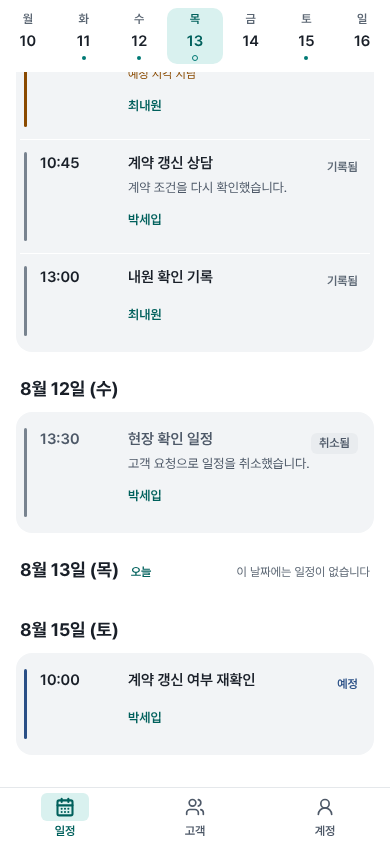 월 화 수 목 금 토 일
10 11 12 13 14 15 16
예정 시각 지남
최내원
10:45 계약 갱신 상담 기록됨
계약 조건을 다시 확인했습니다.
박세입
13:00 내원 확인 기록 기록됨
최내원
8월 12일 (수)
13:30 현장 확인 일정 취소됨
고객 요청으로 일정을 취소했습니다.
박세입
8월 13일 (목) 오늘 이 날짜에는 일정이 없습니다
8월 15일 (토)
10:00 계약 갱신 여부 재확인 예정
박세입
일정 고객 계정